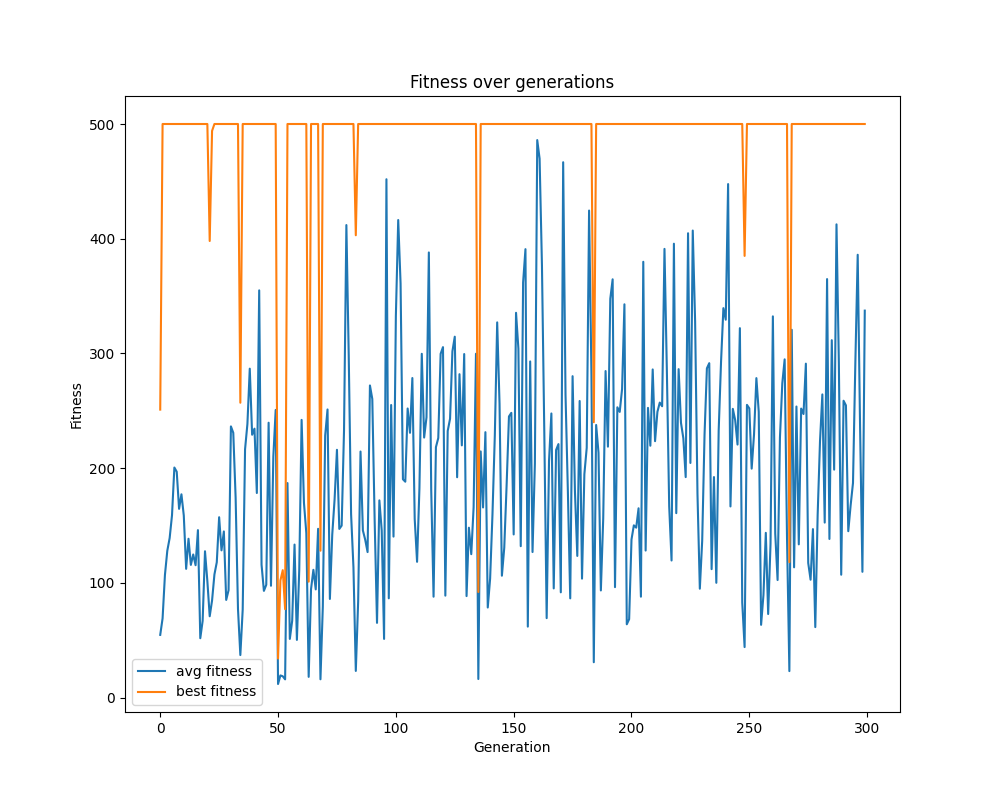 Fitness over generations
Fitness
500
400
300
200
100
0
avg fitness
best fitness
0 50 100 150 200 250 300
Generation